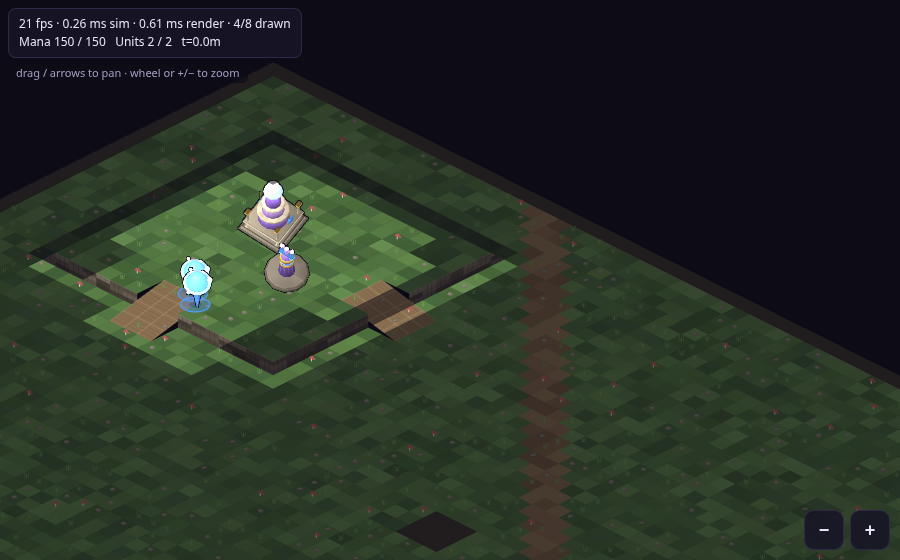 21 fps · 0.26 ms sim · 0.61 ms render · 4/8 drawn
Mana 150 / 150   Units 2 / 2   t=0.0m
drag / arrows to pan · wheel or +/− to zoom
− +